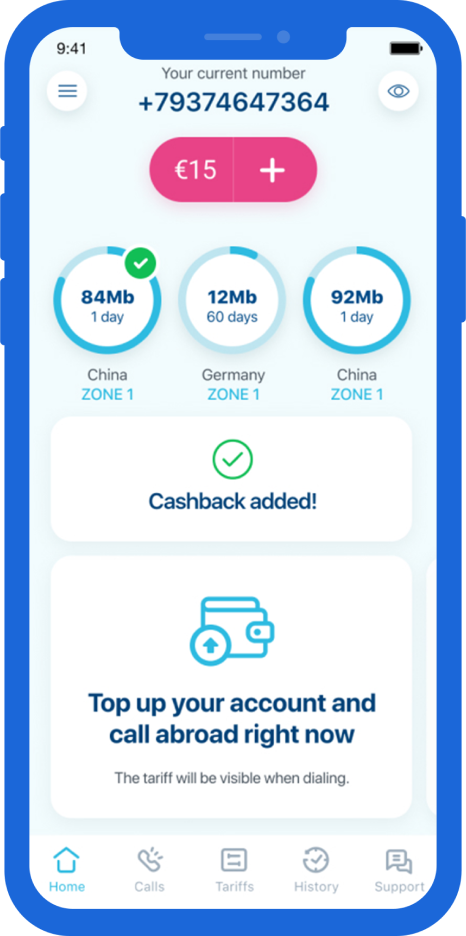 9:41
Your current number
+79374647364
€15 +
84Mb
1 day
China
ZONE 1
12Mb
60 days
Germany
ZONE 1
92Mb
1 day
China
ZONE 1
Cashback added!
Top up your account and
call abroad right now
The tariff will be visible when dialing.
Home
Calls
Tariffs
History
Support